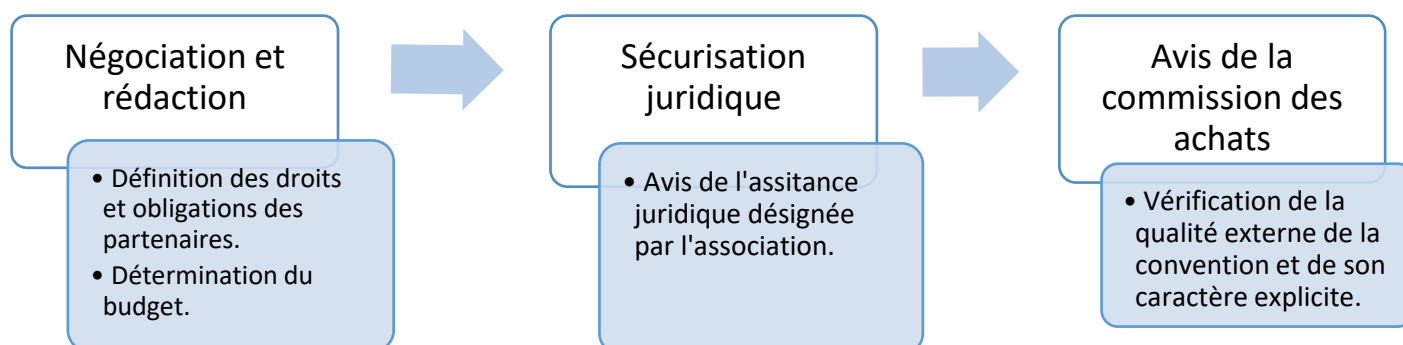 Négociation et
rédaction
• Définition des droits
et obligations des
partenaires.
• Détermination du
budget.
Sécurisation
juridique
• Avis de l'assitance
juridique désignée
par l'association.
Avis de la
commission des
achats
• Vérification de la
qualité externe de la
convention et de son
caractère explicite.